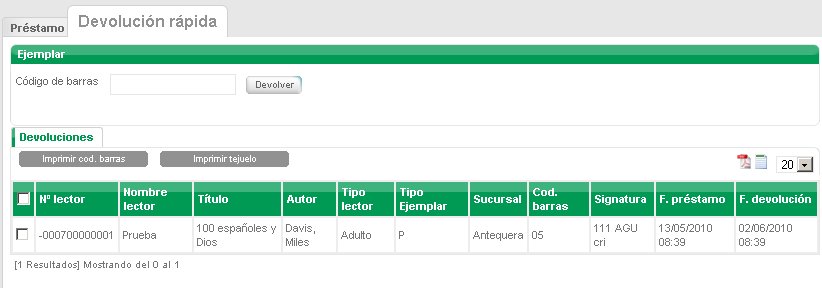 Préstamo Devolución rápida
Ejemplar
Código de barras Devolver
Devoluciones
Imprimir cod. barras Imprimir tejuelo 20
Nº lector Nombre lector Título Autor Tipo lector Tipo Ejemplar Sucursal Cod. barras Signatura F. préstamo F. devolución
-000700000001 Prueba 100 españoles y Dios Davis, Miles Adulto P Antequera 05 111 AGU cri 13/05/2010 08:39 02/06/2010 08:39
[1 Resultados] Mostrando del 0 al 1